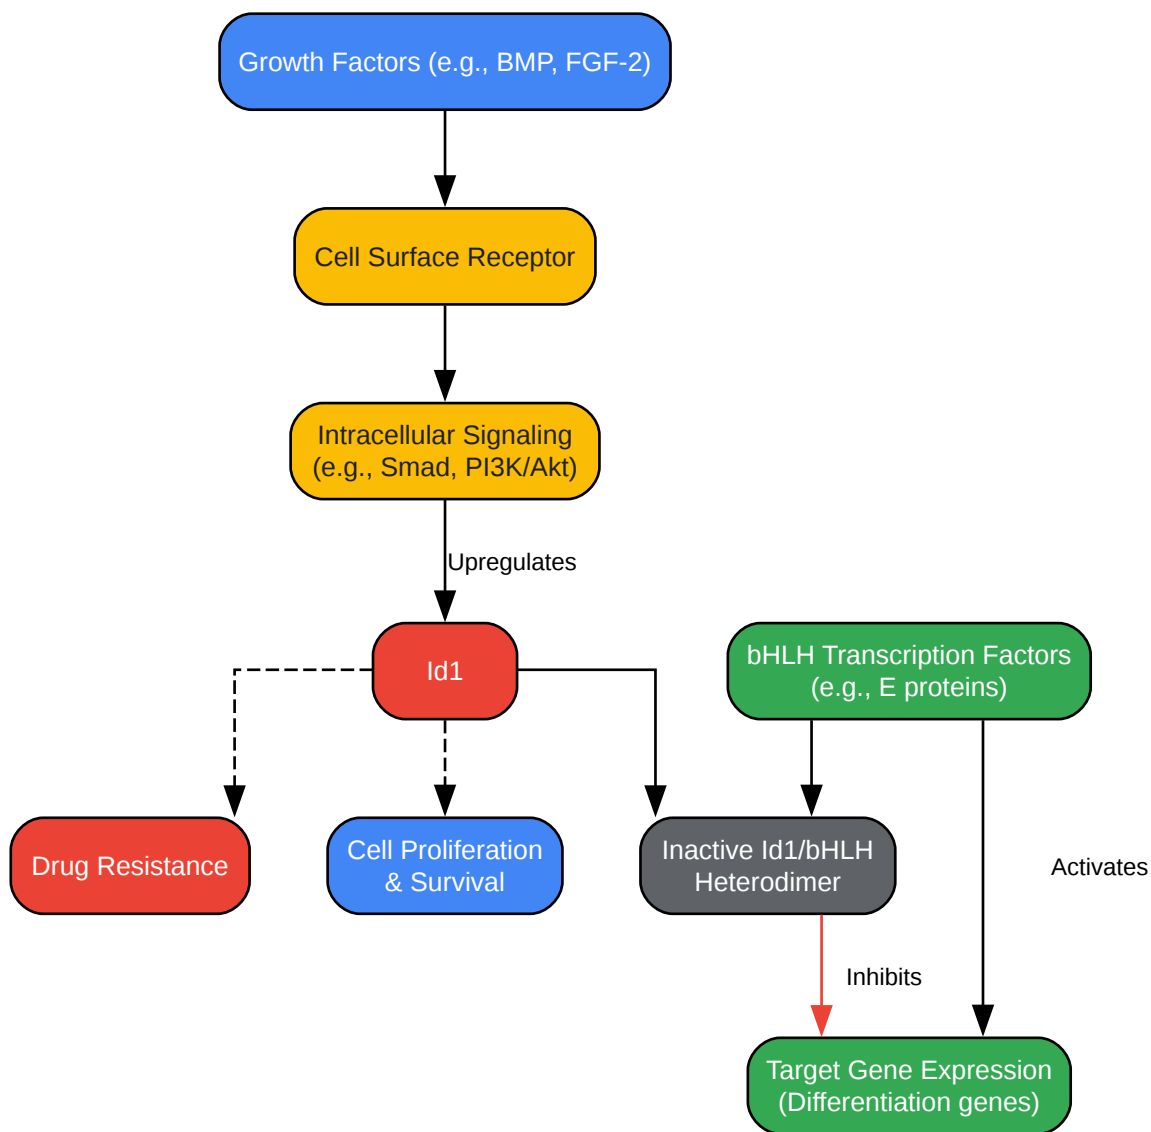 Growth Factors (e.g., BMP, FGF-2)
Cell Surface Receptor
Intracellular Signaling
(e.g., Smad, PI3K/Akt)
Upregulates
Id1
bHLH Transcription Factors
(e.g., E proteins)
Drug Resistance
Cell Proliferation
& Survival
Inactive Id1/bHLH
Heterodimer
Activates
Inhibits
Target Gene Expression
(Differentiation genes)